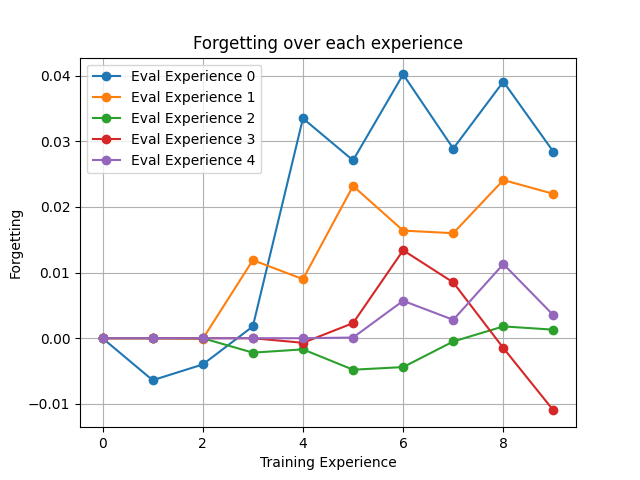 Forgetting over each experience
Eval Experience 0
Eval Experience 1
Eval Experience 2
Eval Experience 3
Eval Experience 4
0.04
0.03
0.02
0.01
0.00
−0.01
Forgetting
0 2 4 6 8
Training Experience